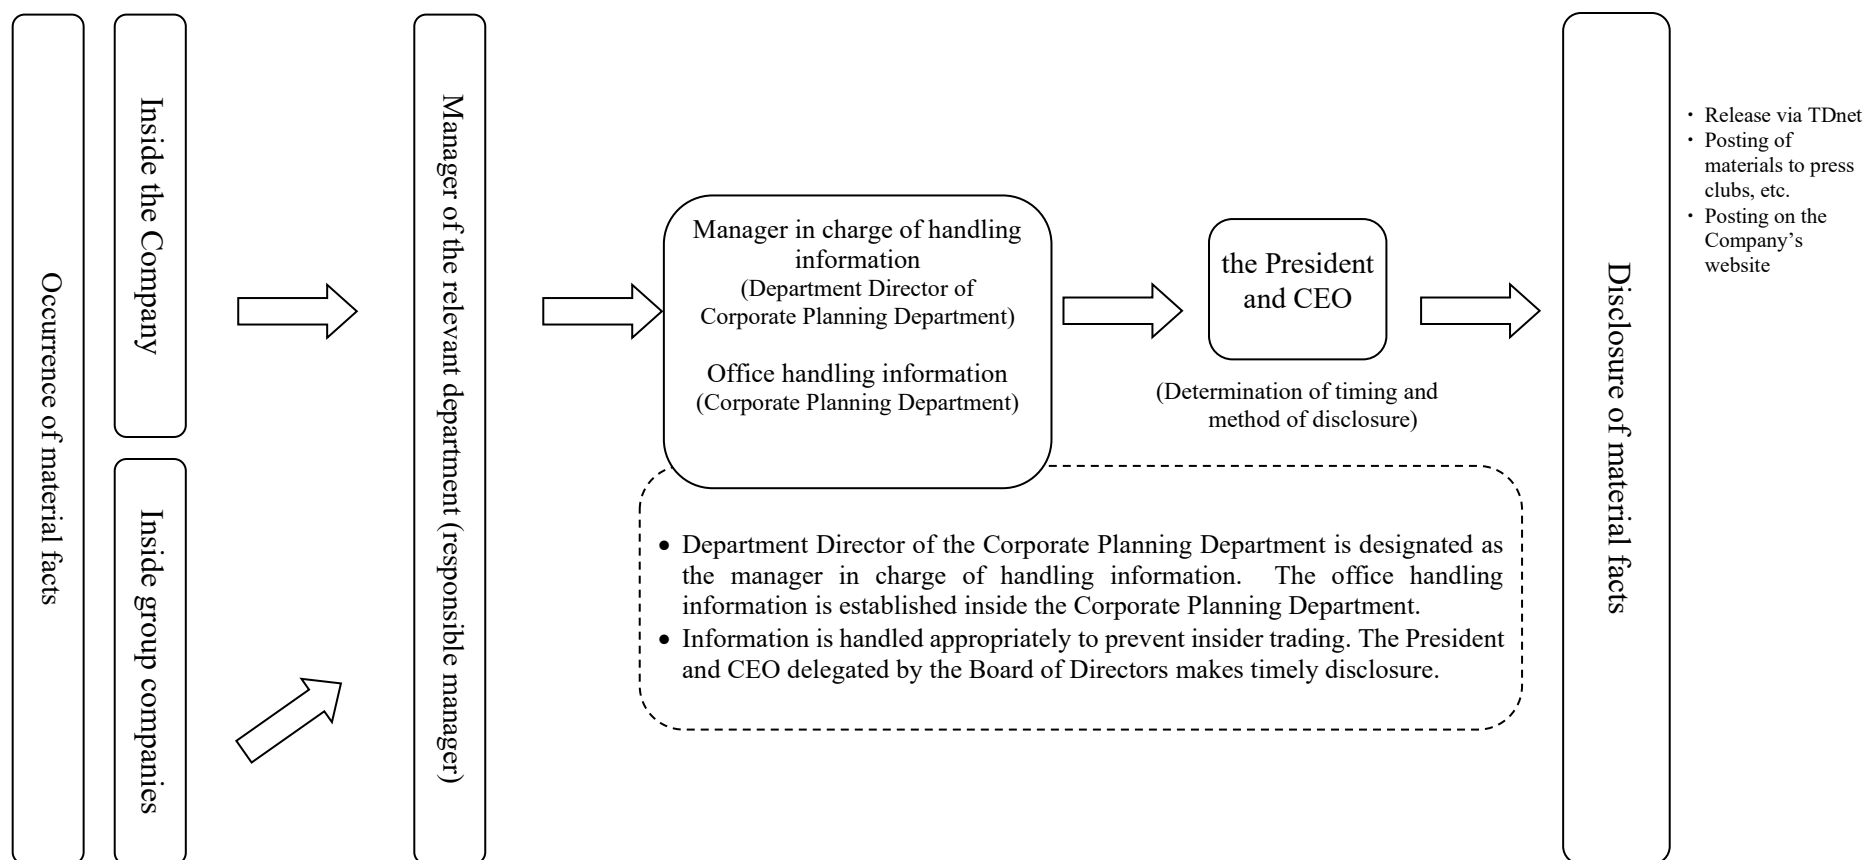 Occurrence of material facts
Inside the Company
Inside group companies
Manager of the relevant department (responsible manager)
Manager in charge of handling
information
(Department Director of
Corporate Planning Department)
Office handling information
(Corporate Planning Department)
the President
and CEO
(Determination of timing and
method of disclosure)
• Department Director of the Corporate Planning Department is designated as
the manager in charge of handling information. The office handling
information is established inside the Corporate Planning Department.
• Information is handled appropriately to prevent insider trading. The President
and CEO delegated by the Board of Directors makes timely disclosure.
Disclosure of material facts
・ Release via TDnet
・ Posting of
materials to press
clubs, etc.
・ Posting on the
Company’s
website